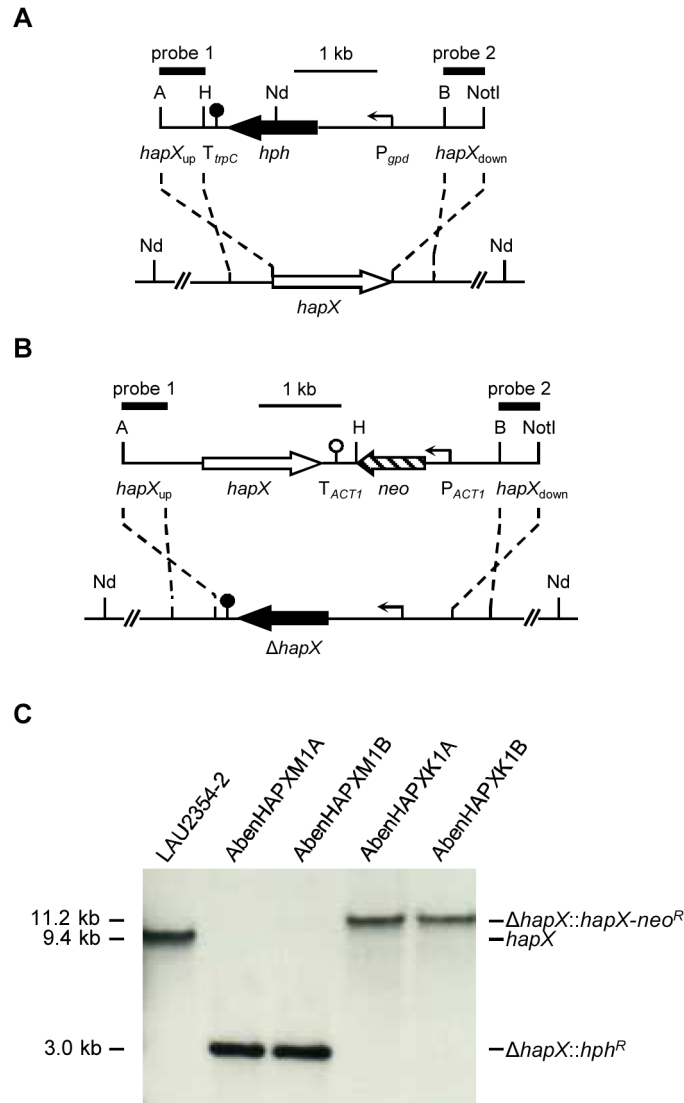 A
probe 1 1 kb probe 2
A H Nd B NotI
hapXup TtrpC hph Pgpd hapXdown
Nd Nd
hapX
B
probe 1 1 kb probe 2
A H B NotI
hapXup hapX TACT1 neo PACT1 hapXdown
Nd Nd
ΔhapX
C
LAU2354-2 AbenHAPXM1A AbenHAPXM1B AbenHAPXK1A AbenHAPXK1B
11.2 kb ΔhapX::hapX-neoR
9.4 kb hapX
3.0 kb ΔhapX::hphR